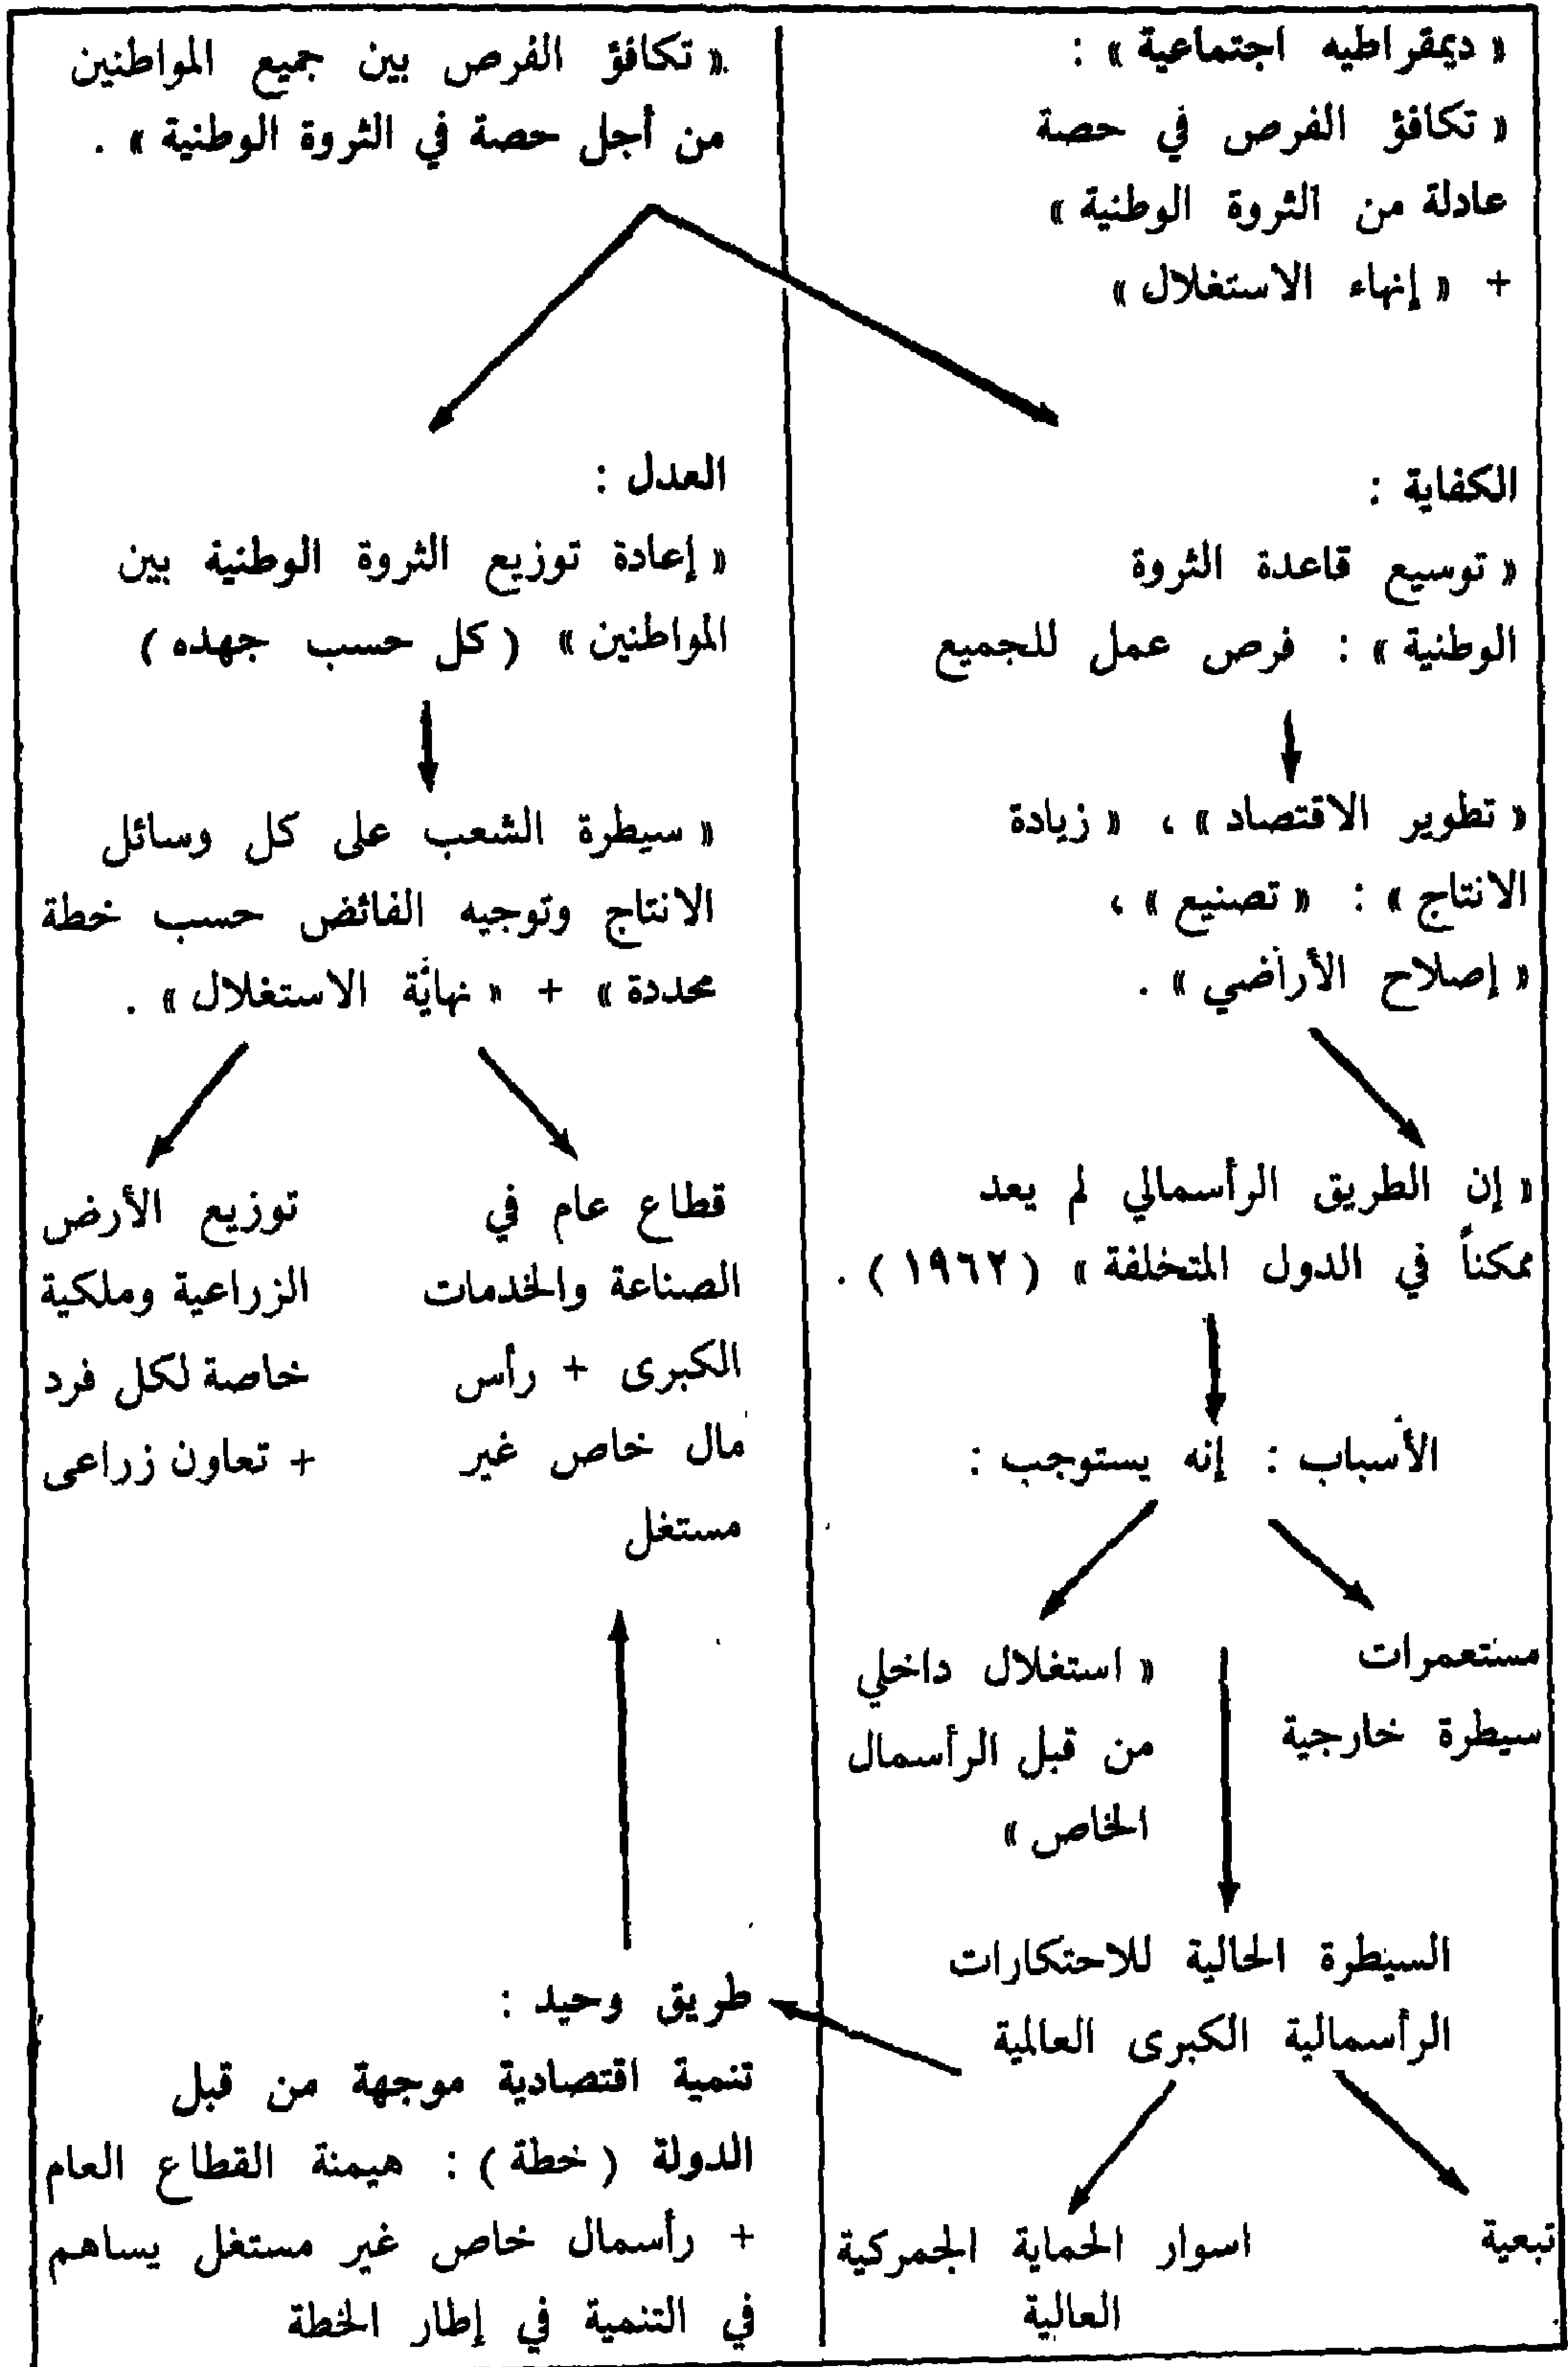 « ديمقراطيه اجتماعية » :
« تكافؤ الفرص في حصة
عادلة من الثروة الوطنية »
+ « إنهاء الاستغلال »
« تكافؤ الفرص بين جميع المواطنين
من أجل حصة في الثروة الوطنية » .
الكفاية :
« توسيع قاعدة الثروة
الوطنية » : فرص عمل للجميع
العدل :
« إعادة توزيع الثروة الوطنية بين
المواطنين » ( كل حسب جهده )
« تطوير الاقتصاد » ، « زيادة
الانتاج » : « تصنيع » ،
« إصلاح الأراضي » .
« سيطرة الشعب على كل وسائل
الانتاج وتوجيه الفائض حسب خطة
محددة » + « نهاية الاستغلال » .
« إن الطريق الرأسمالي لم يعد
ممكناً في الدول المتخلفة » ( ١٩٦٢ ) .
الأسباب : إنه يستوجب :
قطاع عام في
الصناعة والخدمات
الكبرى + رأس
مال خاص غير
مستغل
توزيع الأرض
الزراعية وملكية
خاصة لكل فرد
+ تعاون زراعى
مستعمرات
سيطرة خارجية
« استغلال داخلي
من قبل الرأسمال
الخاص »
السيطرة الحالية للاحتكارات
الرأسمالية الكبرى العالمية
تبعية
اسوار الحماية الجمركية
العالية
طريق وحيد :
تنمية اقتصادية موجهة من قبل
الدولة ( خطة ) : هيمنة القطاع العام
+ رأسمال خاص غير مستغل يساهم
في التنمية في إطار الخطة